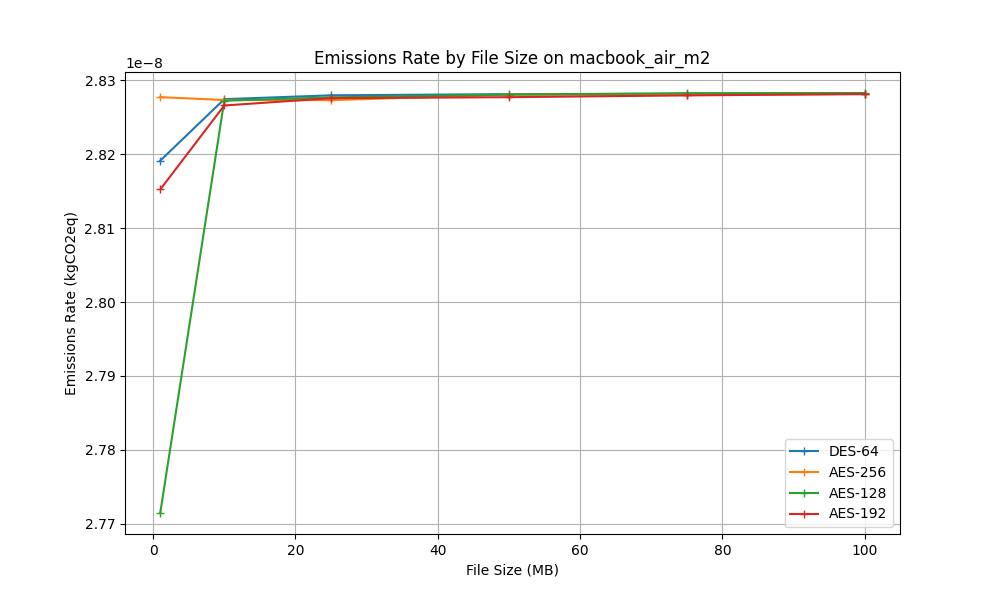 Emissions Rate by File Size on macbook_air_m2
1e−8
2.83
2.82
2.81
2.80
2.79
2.78
2.77
Emissions Rate (kgCO2eq)
DES-64
AES-256
AES-128
AES-192
0 20 40 60 80 100
File Size (MB)